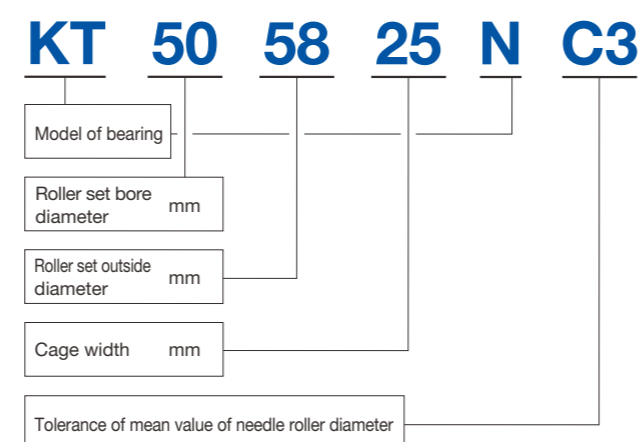 KT 50 58 25 N C3
Model of bearing
Roller set bore
diameter mm
Roller set outside
diameter mm
Cage width mm
Tolerance of mean value of needle roller diameter